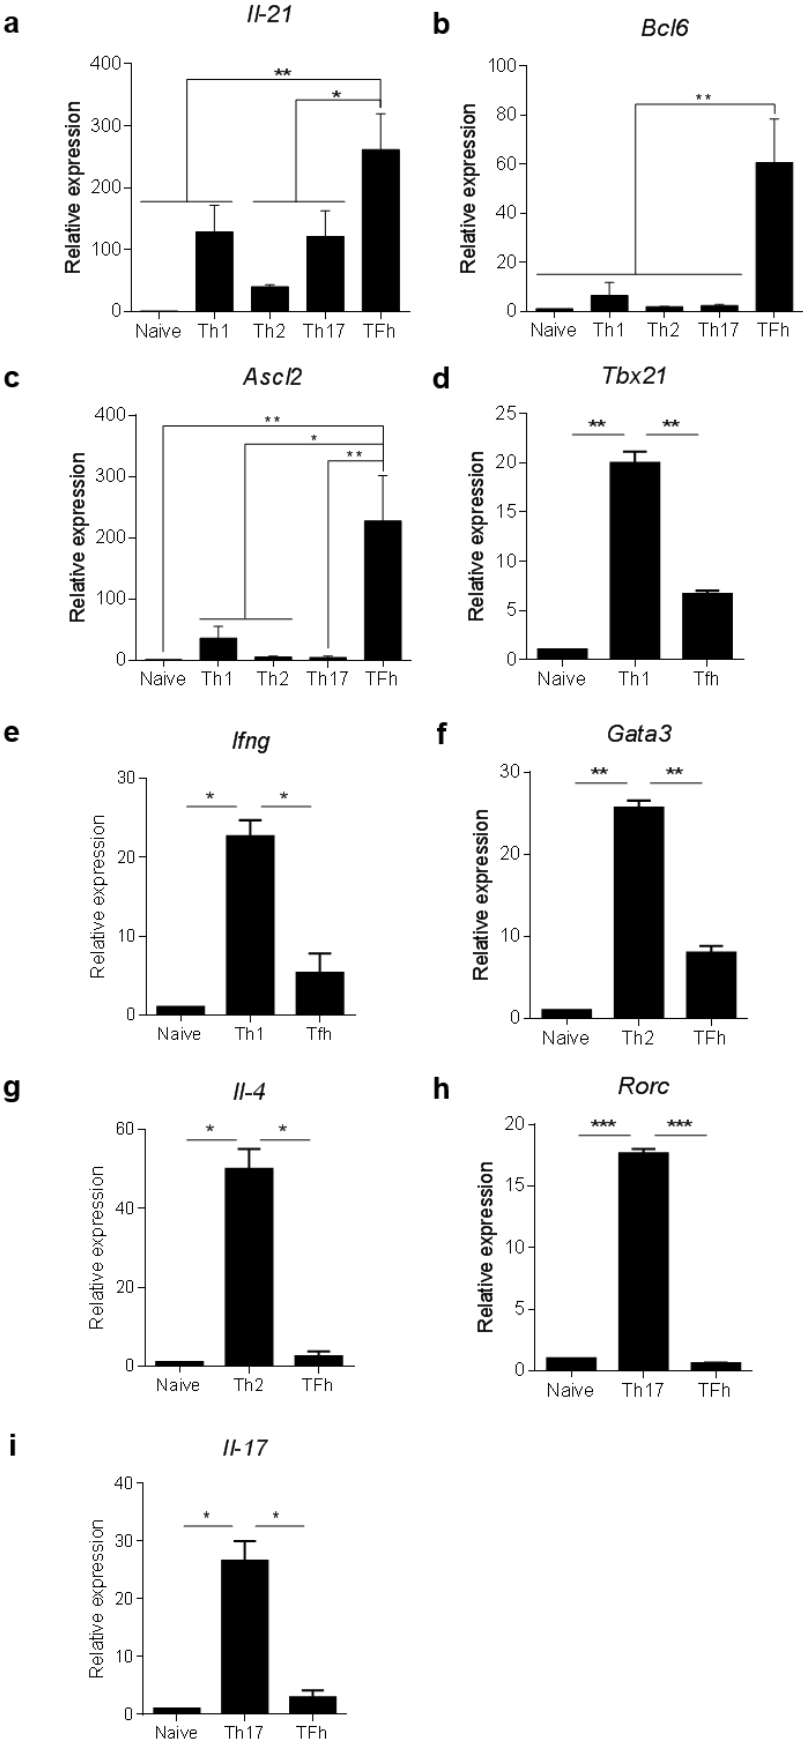 a
Il-21
Relative expression
400
300
200
100
0
**
*
Naive Th1 Th2 Th17 TFh
b
Bcl6
Relative expression
100
80
60
40
20
0
**
Naive Th1 Th2 Th17 TFh
c
Ascl2
Relative expression
400
300
200
100
0
**
*
**
Naive Th1 Th2 Th17 TFh
d
Tbx21
Relative expression
25
20
15
10
5
0
** **
Naive Th1 Tfh
e
Ifng
Relative expression
30
20
10
0
* *
Naive Th1 Tfh
f
Gata3
Relative expression
30
20
10
0
** **
Naive Th2 TFh
g
Il-4
Relative expression
60
40
20
0
* *
Naive Th2 TFh
h
Rorc
Relative expression
20
15
10
5
0
*** ***
Naive Th17 TFh
i
Il-17
Relative expression
40
30
20
10
0
* *
Naive Th17 TFh